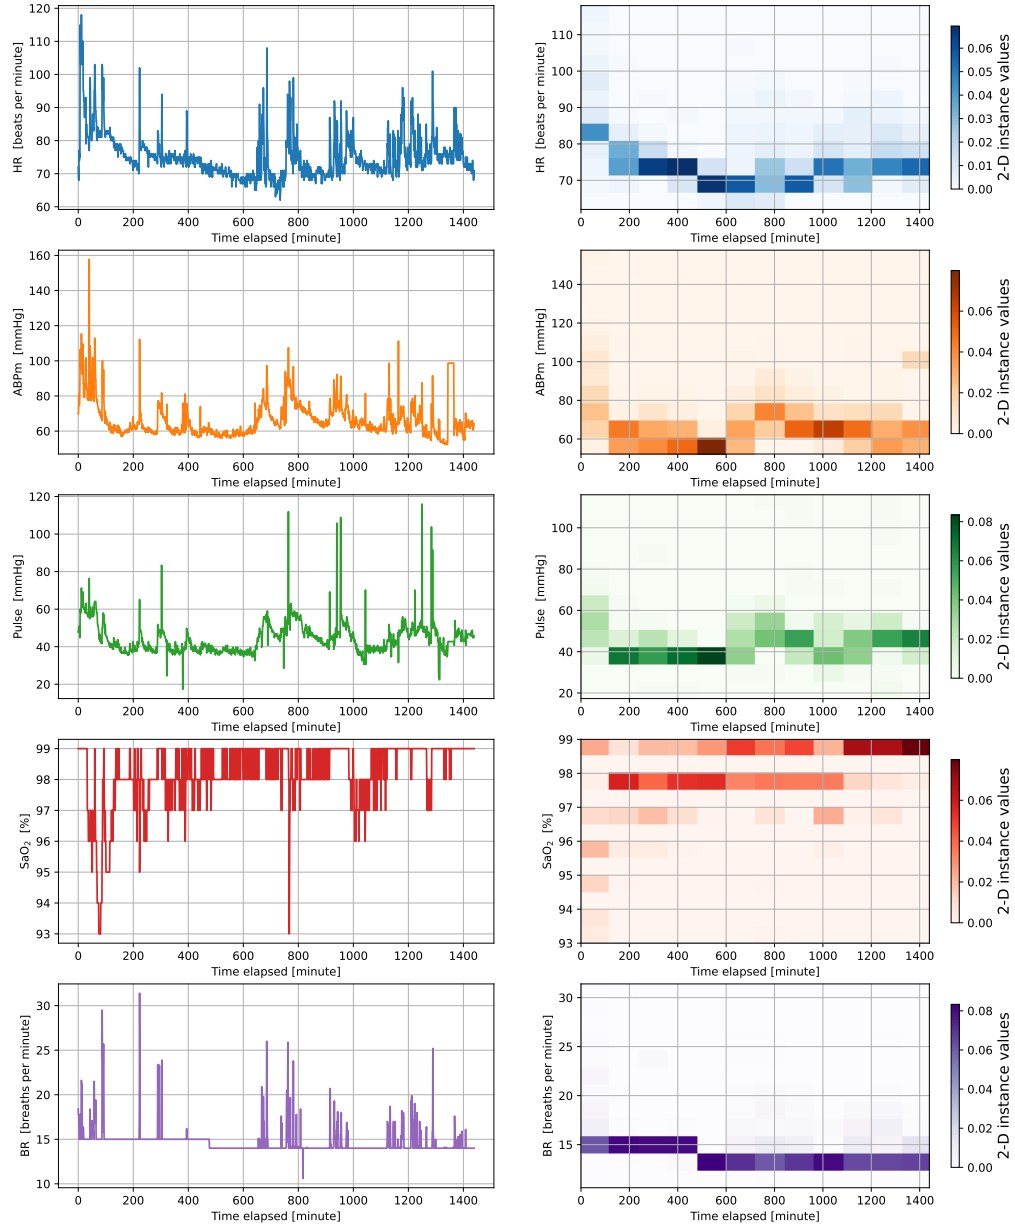 HR [beats per minute]
120
110
100
90
80
70
60
0 200 400 600 800 1000 1200 1400
Time elapsed [minute]
HR [beats per minute]
110
100
90
80
70
0 200 400 600 800 1000 1200 1400
Time elapsed [minute]
0.06
0.05
0.04
0.03
0.02
0.01
0.00
2-D instance values
ABPm [mmHg]
160
140
120
100
80
60
0 200 400 600 800 1000 1200 1400
Time elapsed [minute]
ABPm [mmHg]
140
120
100
80
60
0 200 400 600 800 1000 1200 1400
Time elapsed [minute]
0.06
0.04
0.02
0.00
2-D instance values
Pulse [mmHg]
120
100
80
60
40
20
0 200 400 600 800 1000 1200 1400
Time elapsed [minute]
Pulse [mmHg]
100
80
60
40
20
0 200 400 600 800 1000 1200 1400
Time elapsed [minute]
0.08
0.06
0.04
0.02
0.00
2-D instance values
SaO₂ [%]
99
98
97
96
95
94
93
0 200 400 600 800 1000 1200 1400
Time elapsed [minute]
SaO₂ [%]
99
98
97
96
95
94
93
0 200 400 600 800 1000 1200 1400
Time elapsed [minute]
0.06
0.04
0.02
0.00
2-D instance values
BR [breaths per minute]
30
25
20
15
10
0 200 400 600 800 1000 1200 1400
Time elapsed [minute]
BR [breaths per minute]
30
25
20
15
0 200 400 600 800 1000 1200 1400
Time elapsed [minute]
0.08
0.06
0.04
0.02
0.00
2-D instance values